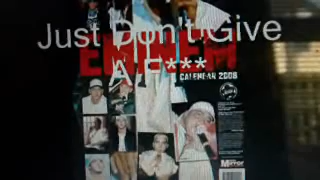 Just Don't Give
A F***
EMINEM
CALENDAR 2008
MIRROR